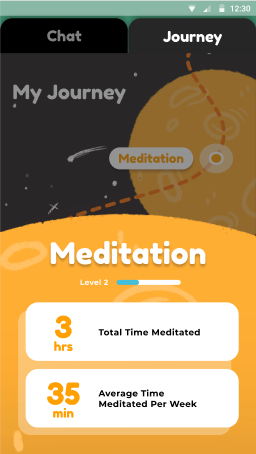 12:30
Chat
Journey
My Journey
Meditation
Meditation
Level 2
3
hrs
Total Time Meditated
35
min
Average Time
Meditated Per Week